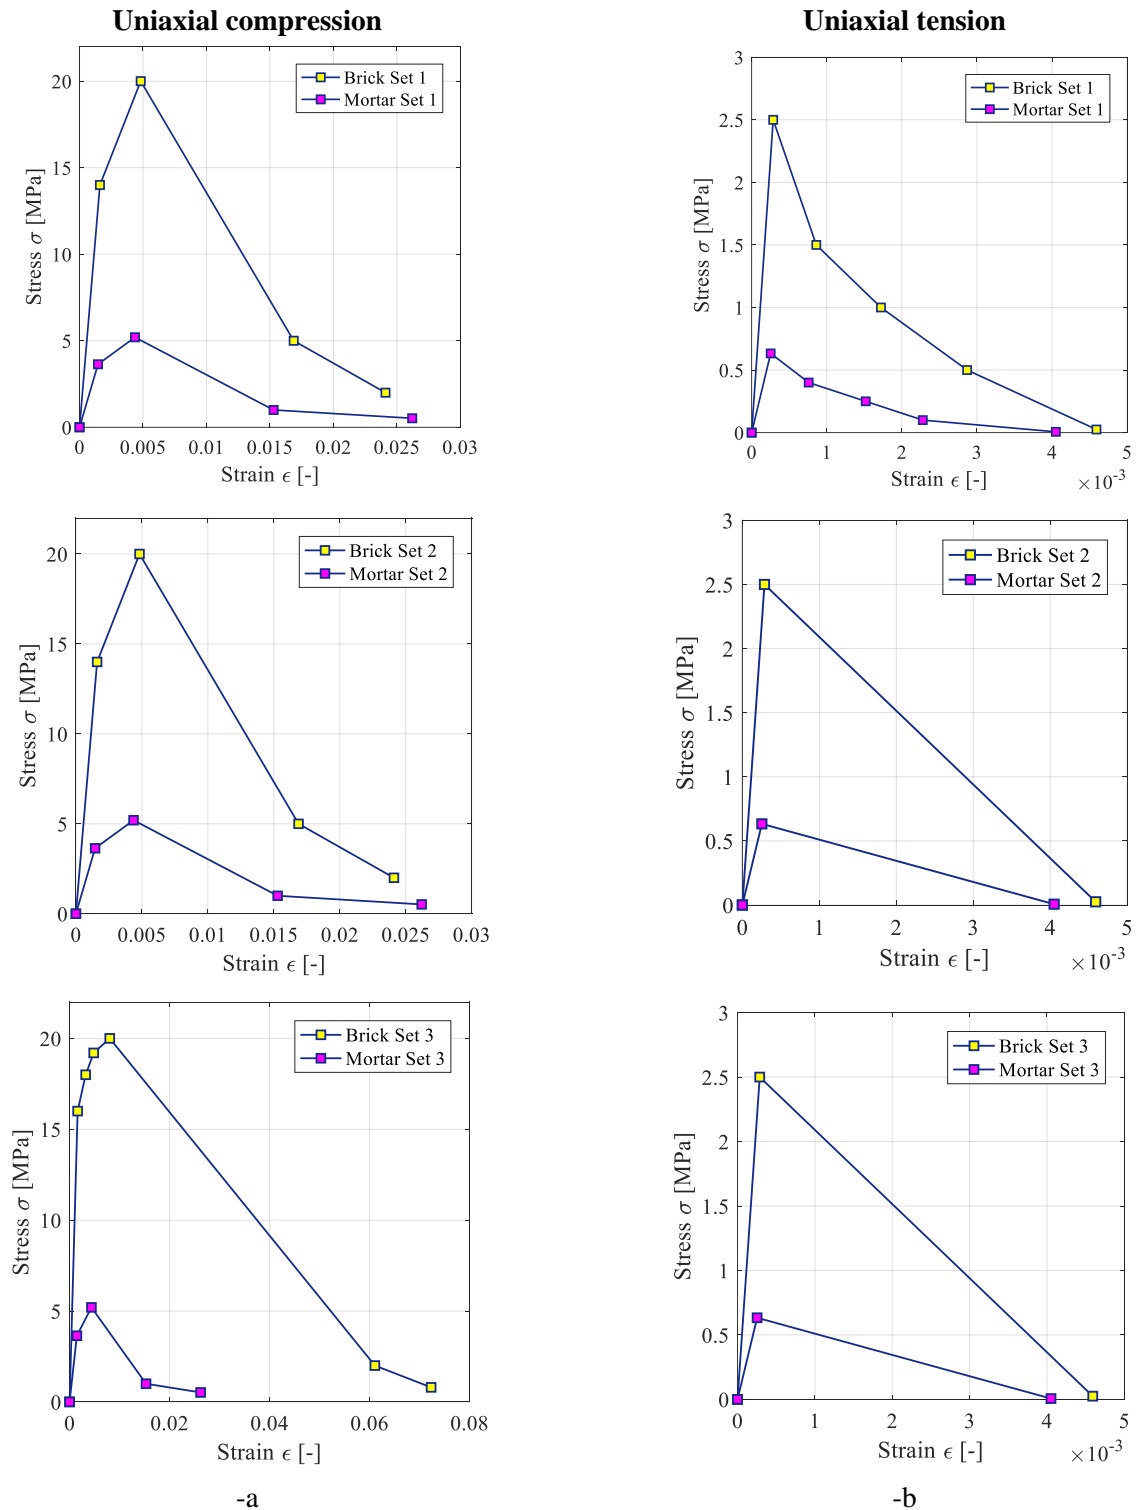 Uniaxial compression
Uniaxial tension
20
15
10
5
0
Stress σ [MPa]
Brick Set 1
Mortar Set 1
0 0.005 0.01 0.015 0.02 0.025 0.03
Strain ϵ [-]
3
2.5
2
1.5
1
0.5
0
Stress σ [MPa]
Brick Set 1
Mortar Set 1
0 1 2 3 4 5
Strain ϵ [-]
×10⁻³
20
15
10
5
0
Stress σ [MPa]
Brick Set 2
Mortar Set 2
0 0.005 0.01 0.015 0.02 0.025 0.03
Strain ϵ [-]
3
2.5
2
1.5
1
0.5
0
Stress σ [MPa]
Brick Set 2
Mortar Set 2
0 1 2 3 4 5
Strain ϵ [-]
×10⁻³
20
15
10
5
0
Stress σ [MPa]
Brick Set 3
Mortar Set 3
0 0.02 0.04 0.06 0.08
Strain ϵ [-]
3
2.5
2
1.5
1
0.5
0
Stress σ [MPa]
Brick Set 3
Mortar Set 3
0 1 2 3 4 5
Strain ϵ [-]
×10⁻³
-a
-b